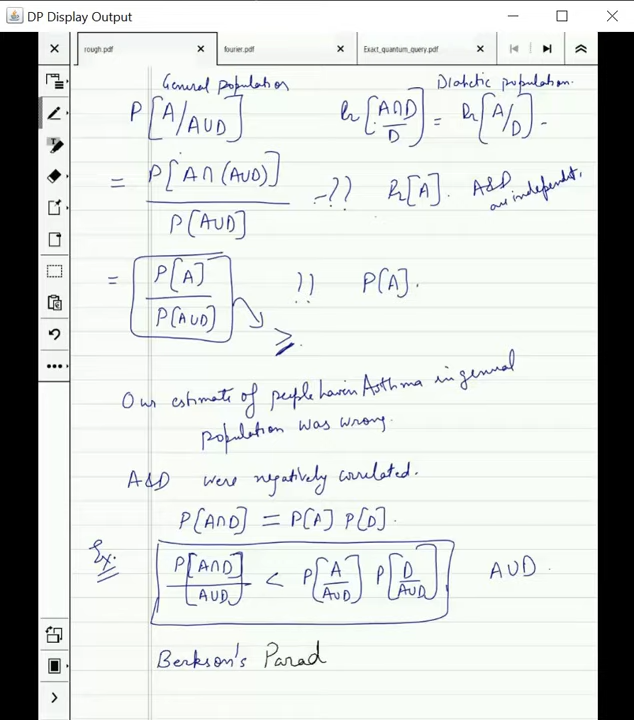 DP Display Output
rough.pdf × fourier.pdf × Exact_quantum_query.pdf ×
General population Diabetic population.
P[A/AUD] Pr[A∩D/D] = Pr[A/D] -
= P[A∩(AUD)]/P[AUD] -?? Pr[A]. A&D are independent.
= P[A]/P[AUD] ?? P[A].
≥.
Our estimate of people havin Asthma in general
population was wrong.
A&D were negatively correlated.
P[A∩D] = P[A] P[D].
Ex. P[A∩D]/[AUD] < P[A/AUD] P[D/AUD] AUD.
Berkson's Parad